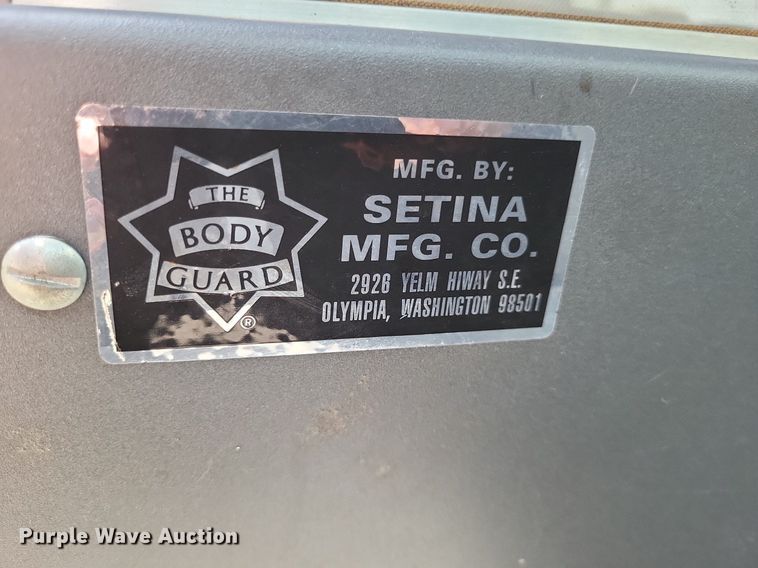 THE
BODY
GUARD
®
MFG. BY:
SETINA
MFG. CO.
2926 YELM HIWAY S.E.
OLYMPIA, WASHINGTON 98501
Purple Wave Auction